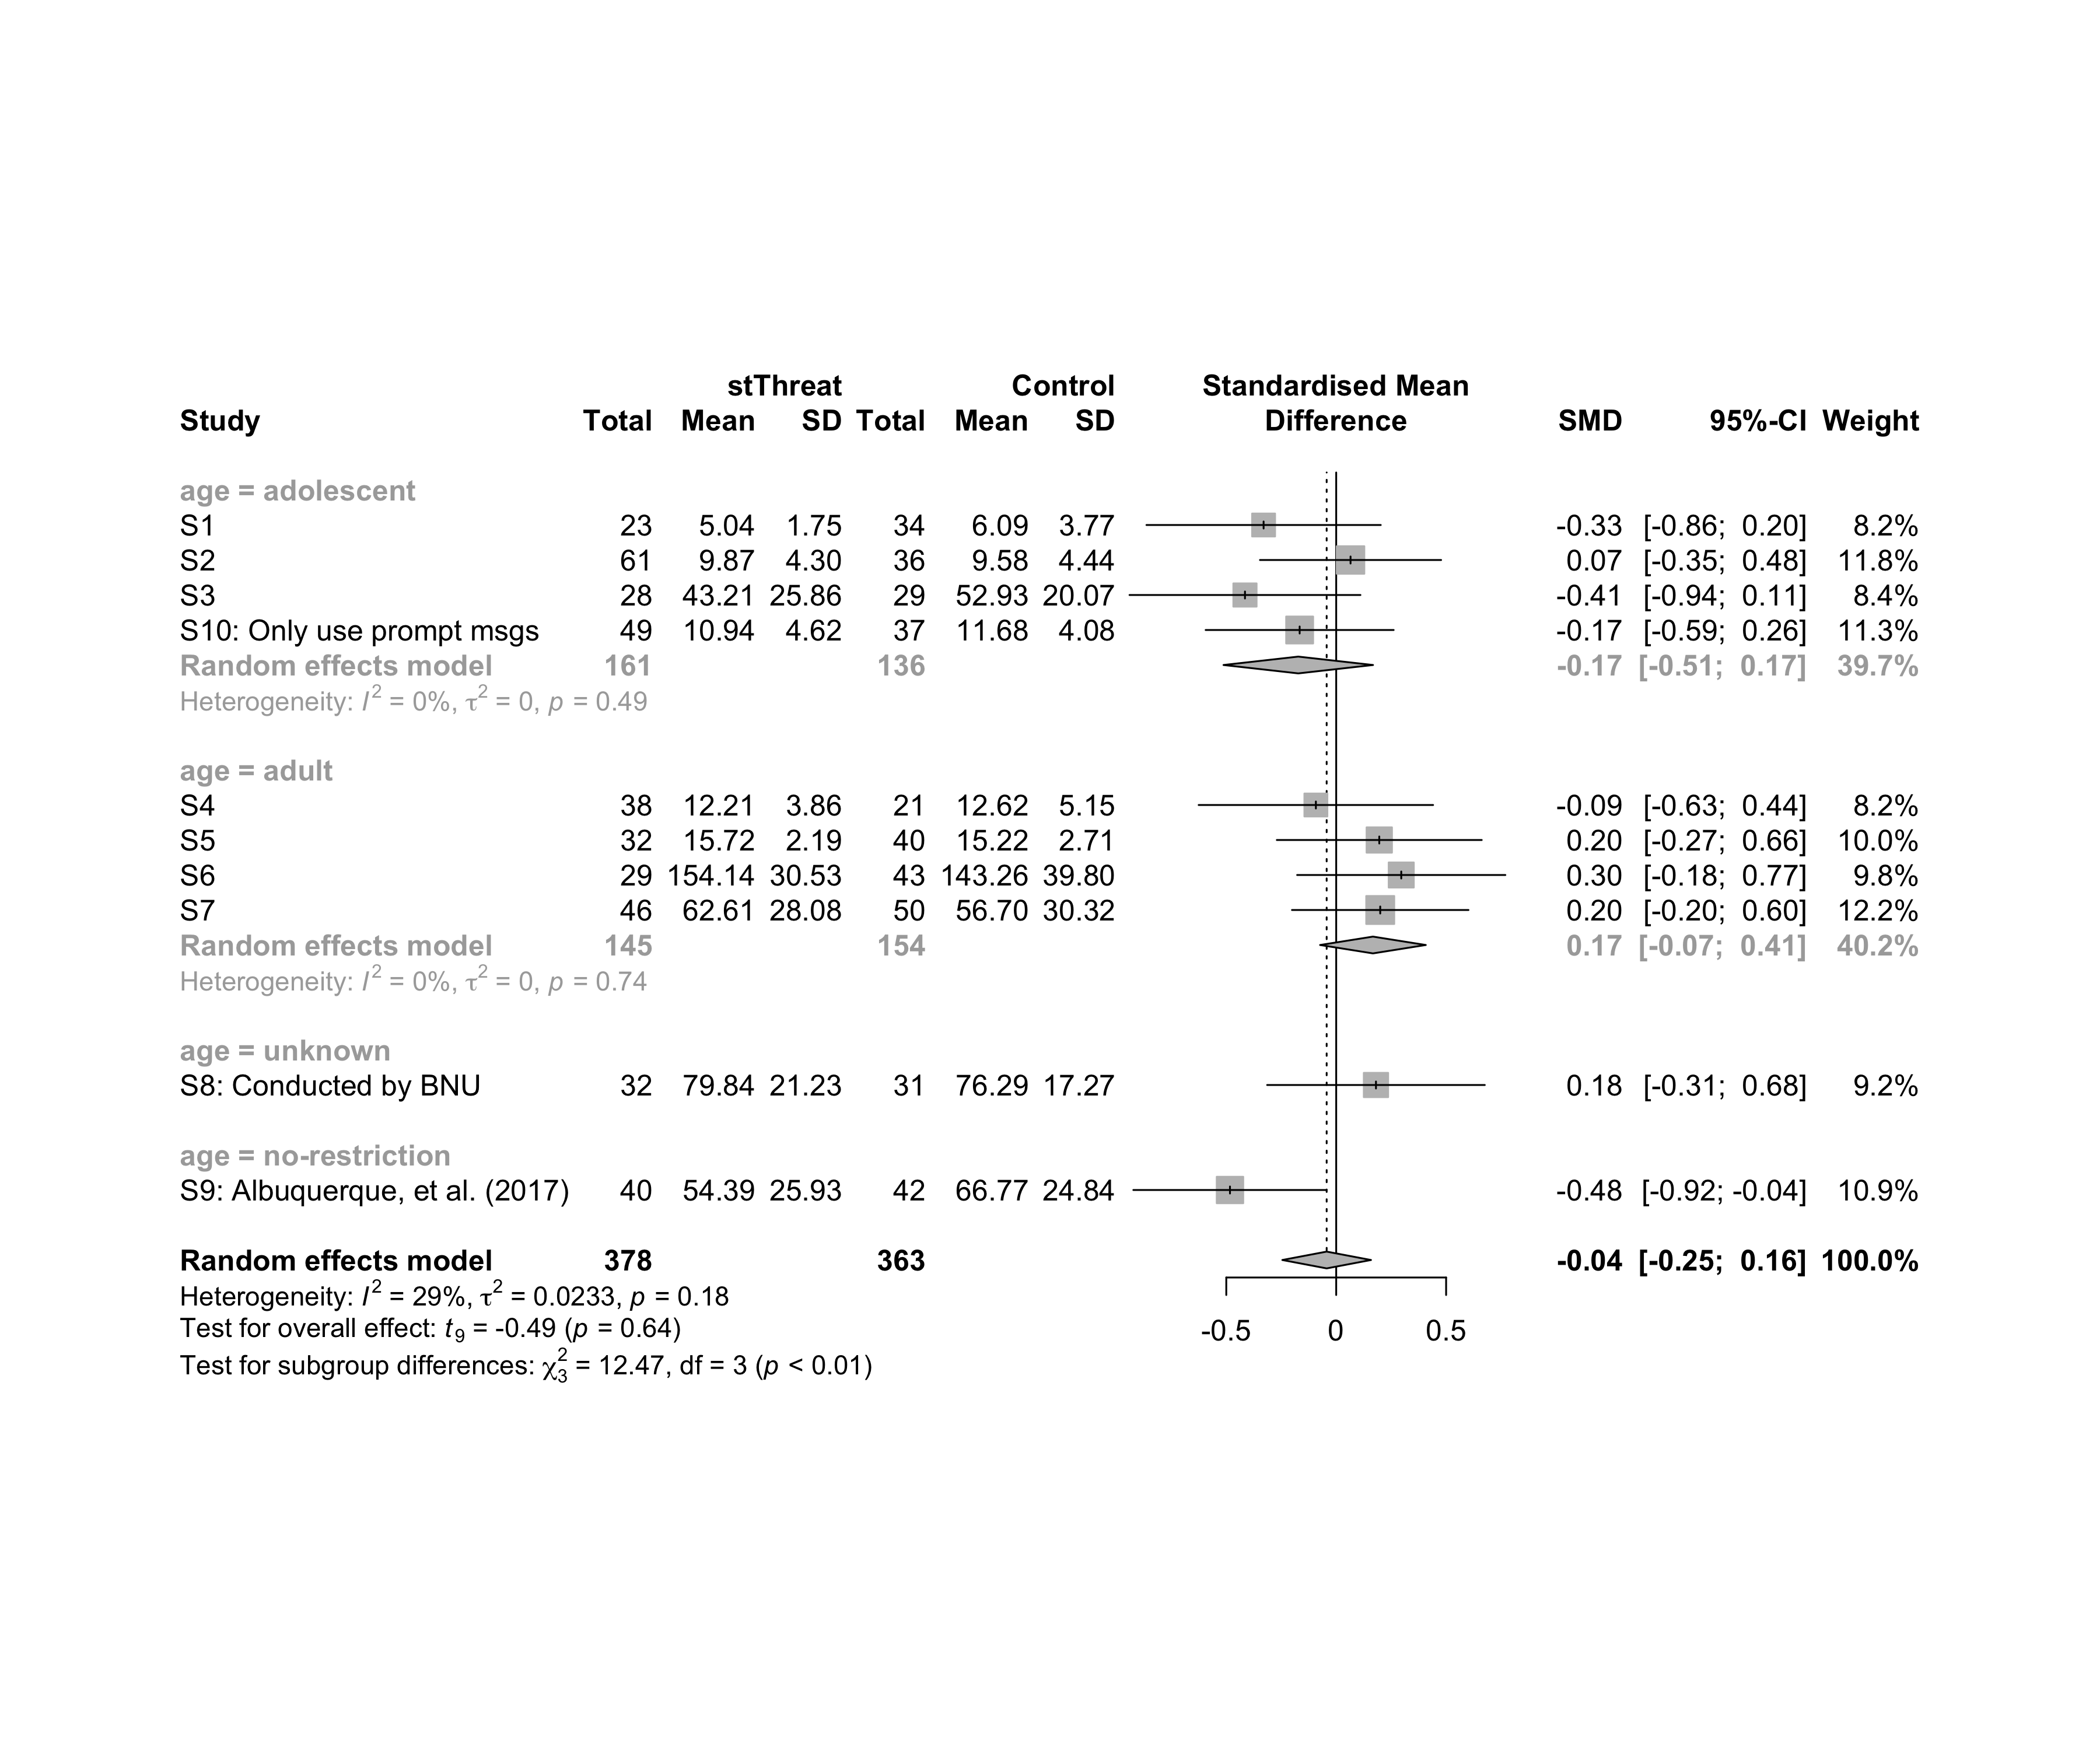 stThreat Control Standardised Mean
Study Total Mean SD Total Mean SD Difference SMD 95%-CI Weight
age = adolescent
S1 23 5.04 1.75 34 6.09 3.77 -0.33 [-0.86; 0.20] 8.2%
S2 61 9.87 4.30 36 9.58 4.44 0.07 [-0.35; 0.48] 11.8%
S3 28 43.21 25.86 29 52.93 20.07 -0.41 [-0.94; 0.11] 8.4%
S10: Only use prompt msgs 49 10.94 4.62 37 11.68 4.08 -0.17 [-0.59; 0.26] 11.3%
Random effects model 161 136 -0.17 [-0.51; 0.17] 39.7%
Heterogeneity: I² = 0%, τ² = 0, p = 0.49
age = adult
S4 38 12.21 3.86 21 12.62 5.15 -0.09 [-0.63; 0.44] 8.2%
S5 32 15.72 2.19 40 15.22 2.71 0.20 [-0.27; 0.66] 10.0%
S6 29 154.14 30.53 43 143.26 39.80 0.30 [-0.18; 0.77] 9.8%
S7 46 62.61 28.08 50 56.70 30.32 0.20 [-0.20; 0.60] 12.2%
Random effects model 145 154 0.17 [-0.07; 0.41] 40.2%
Heterogeneity: I² = 0%, τ² = 0, p = 0.74
age = unknown
S8: Conducted by BNU 32 79.84 21.23 31 76.29 17.27 0.18 [-0.31; 0.68] 9.2%
age = no-restriction
S9: Albuquerque, et al. (2017) 40 54.39 25.93 42 66.77 24.84 -0.48 [-0.92; -0.04] 10.9%
Random effects model 378 363 -0.04 [-0.25; 0.16] 100.0%
Heterogeneity: I² = 29%, τ² = 0.0233, p = 0.18
Test for overall effect: t₉ = -0.49 (p = 0.64)
-0.5 0 0.5
Test for subgroup differences: χ²₃ = 12.47, df = 3 (p < 0.01)